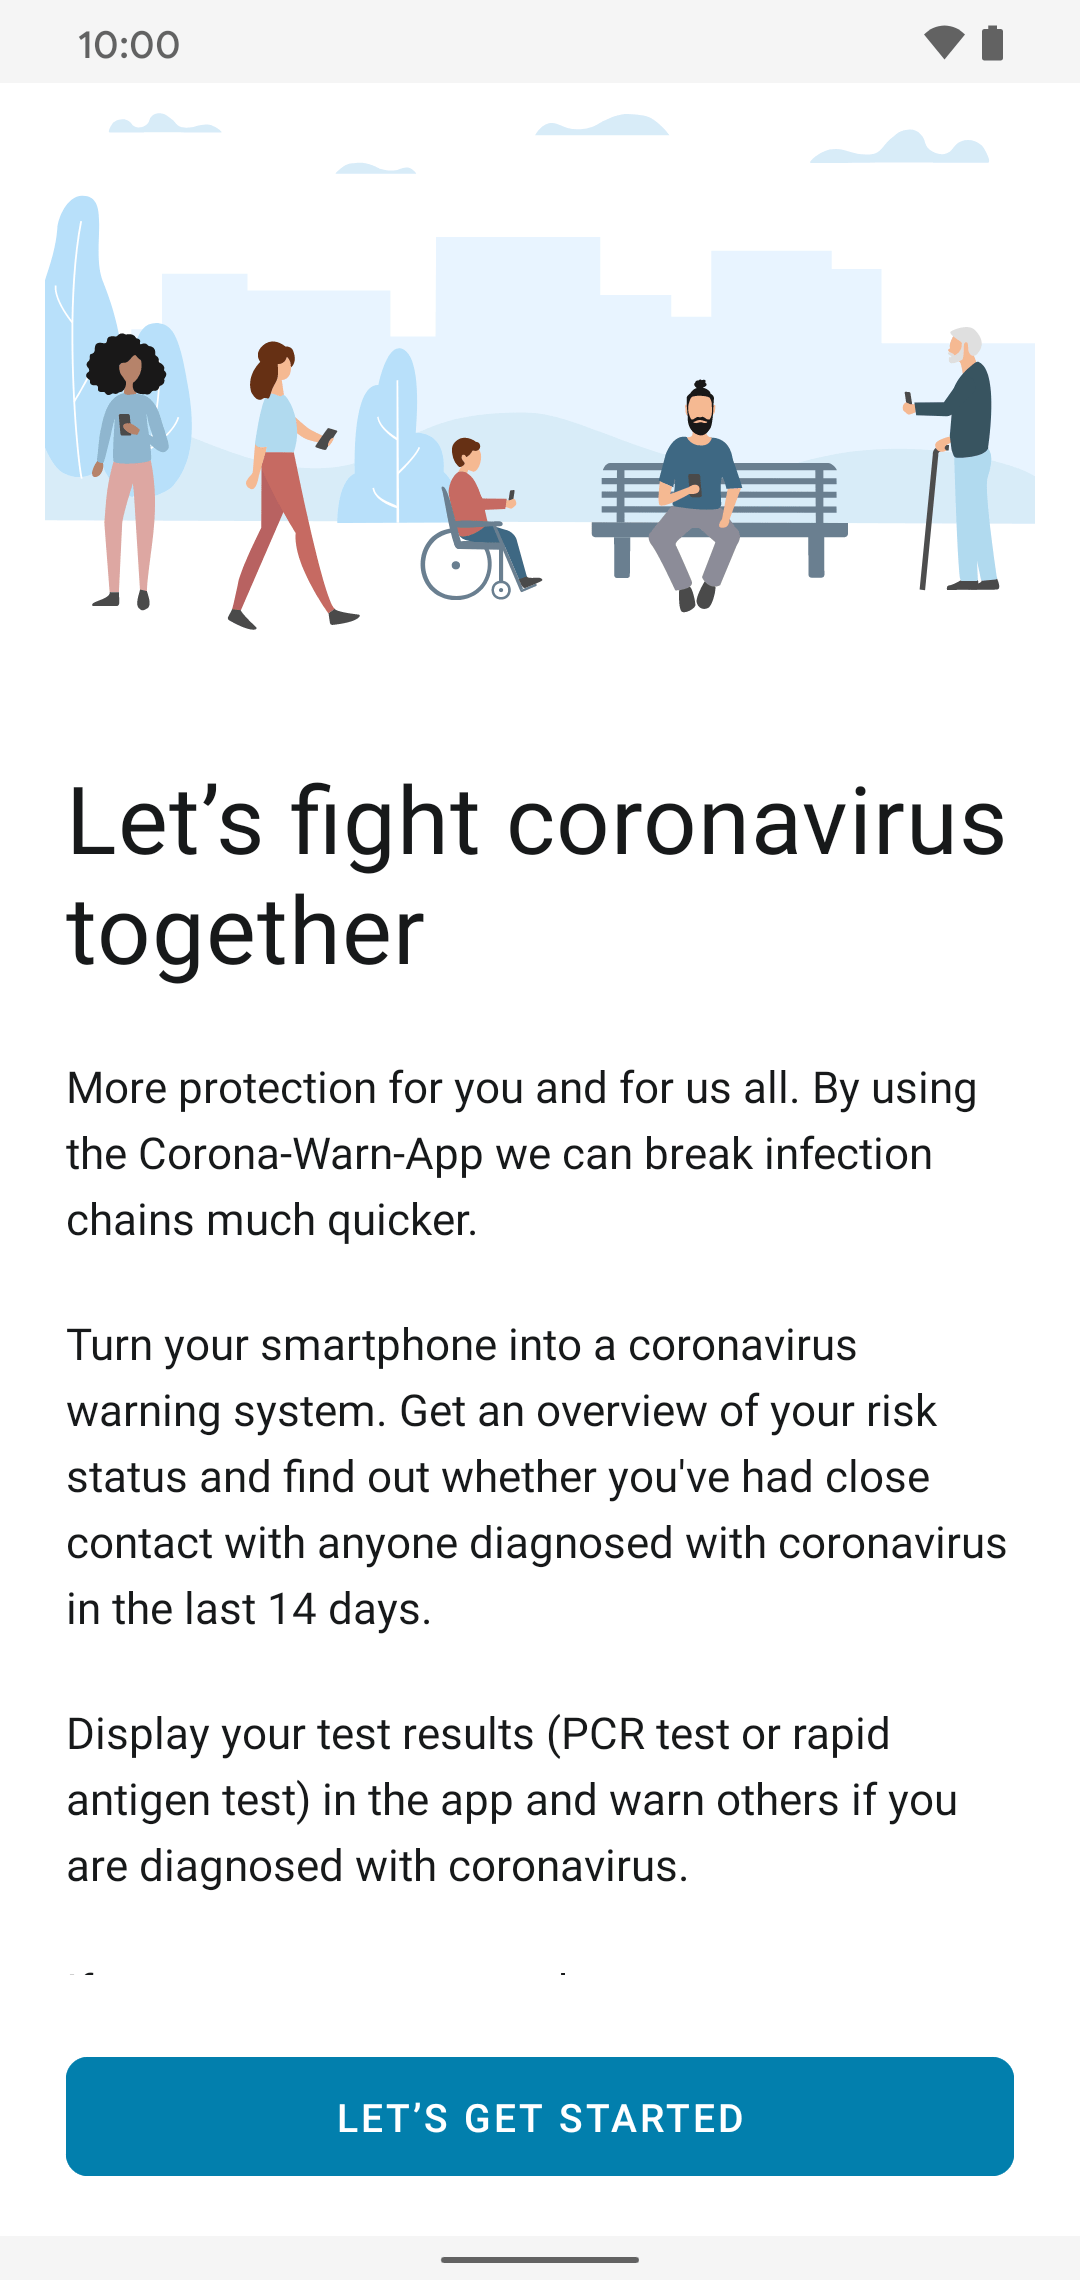 10:00
Let’s fight coronavirus
together
More protection for you and for us all. By using
the Corona-Warn-App we can break infection
chains much quicker.
Turn your smartphone into a coronavirus
warning system. Get an overview of your risk
status and find out whether you've had close
contact with anyone diagnosed with coronavirus
in the last 14 days.
Display your test results (PCR test or rapid
antigen test) in the app and warn others if you
are diagnosed with coronavirus.
LET’S GET STARTED